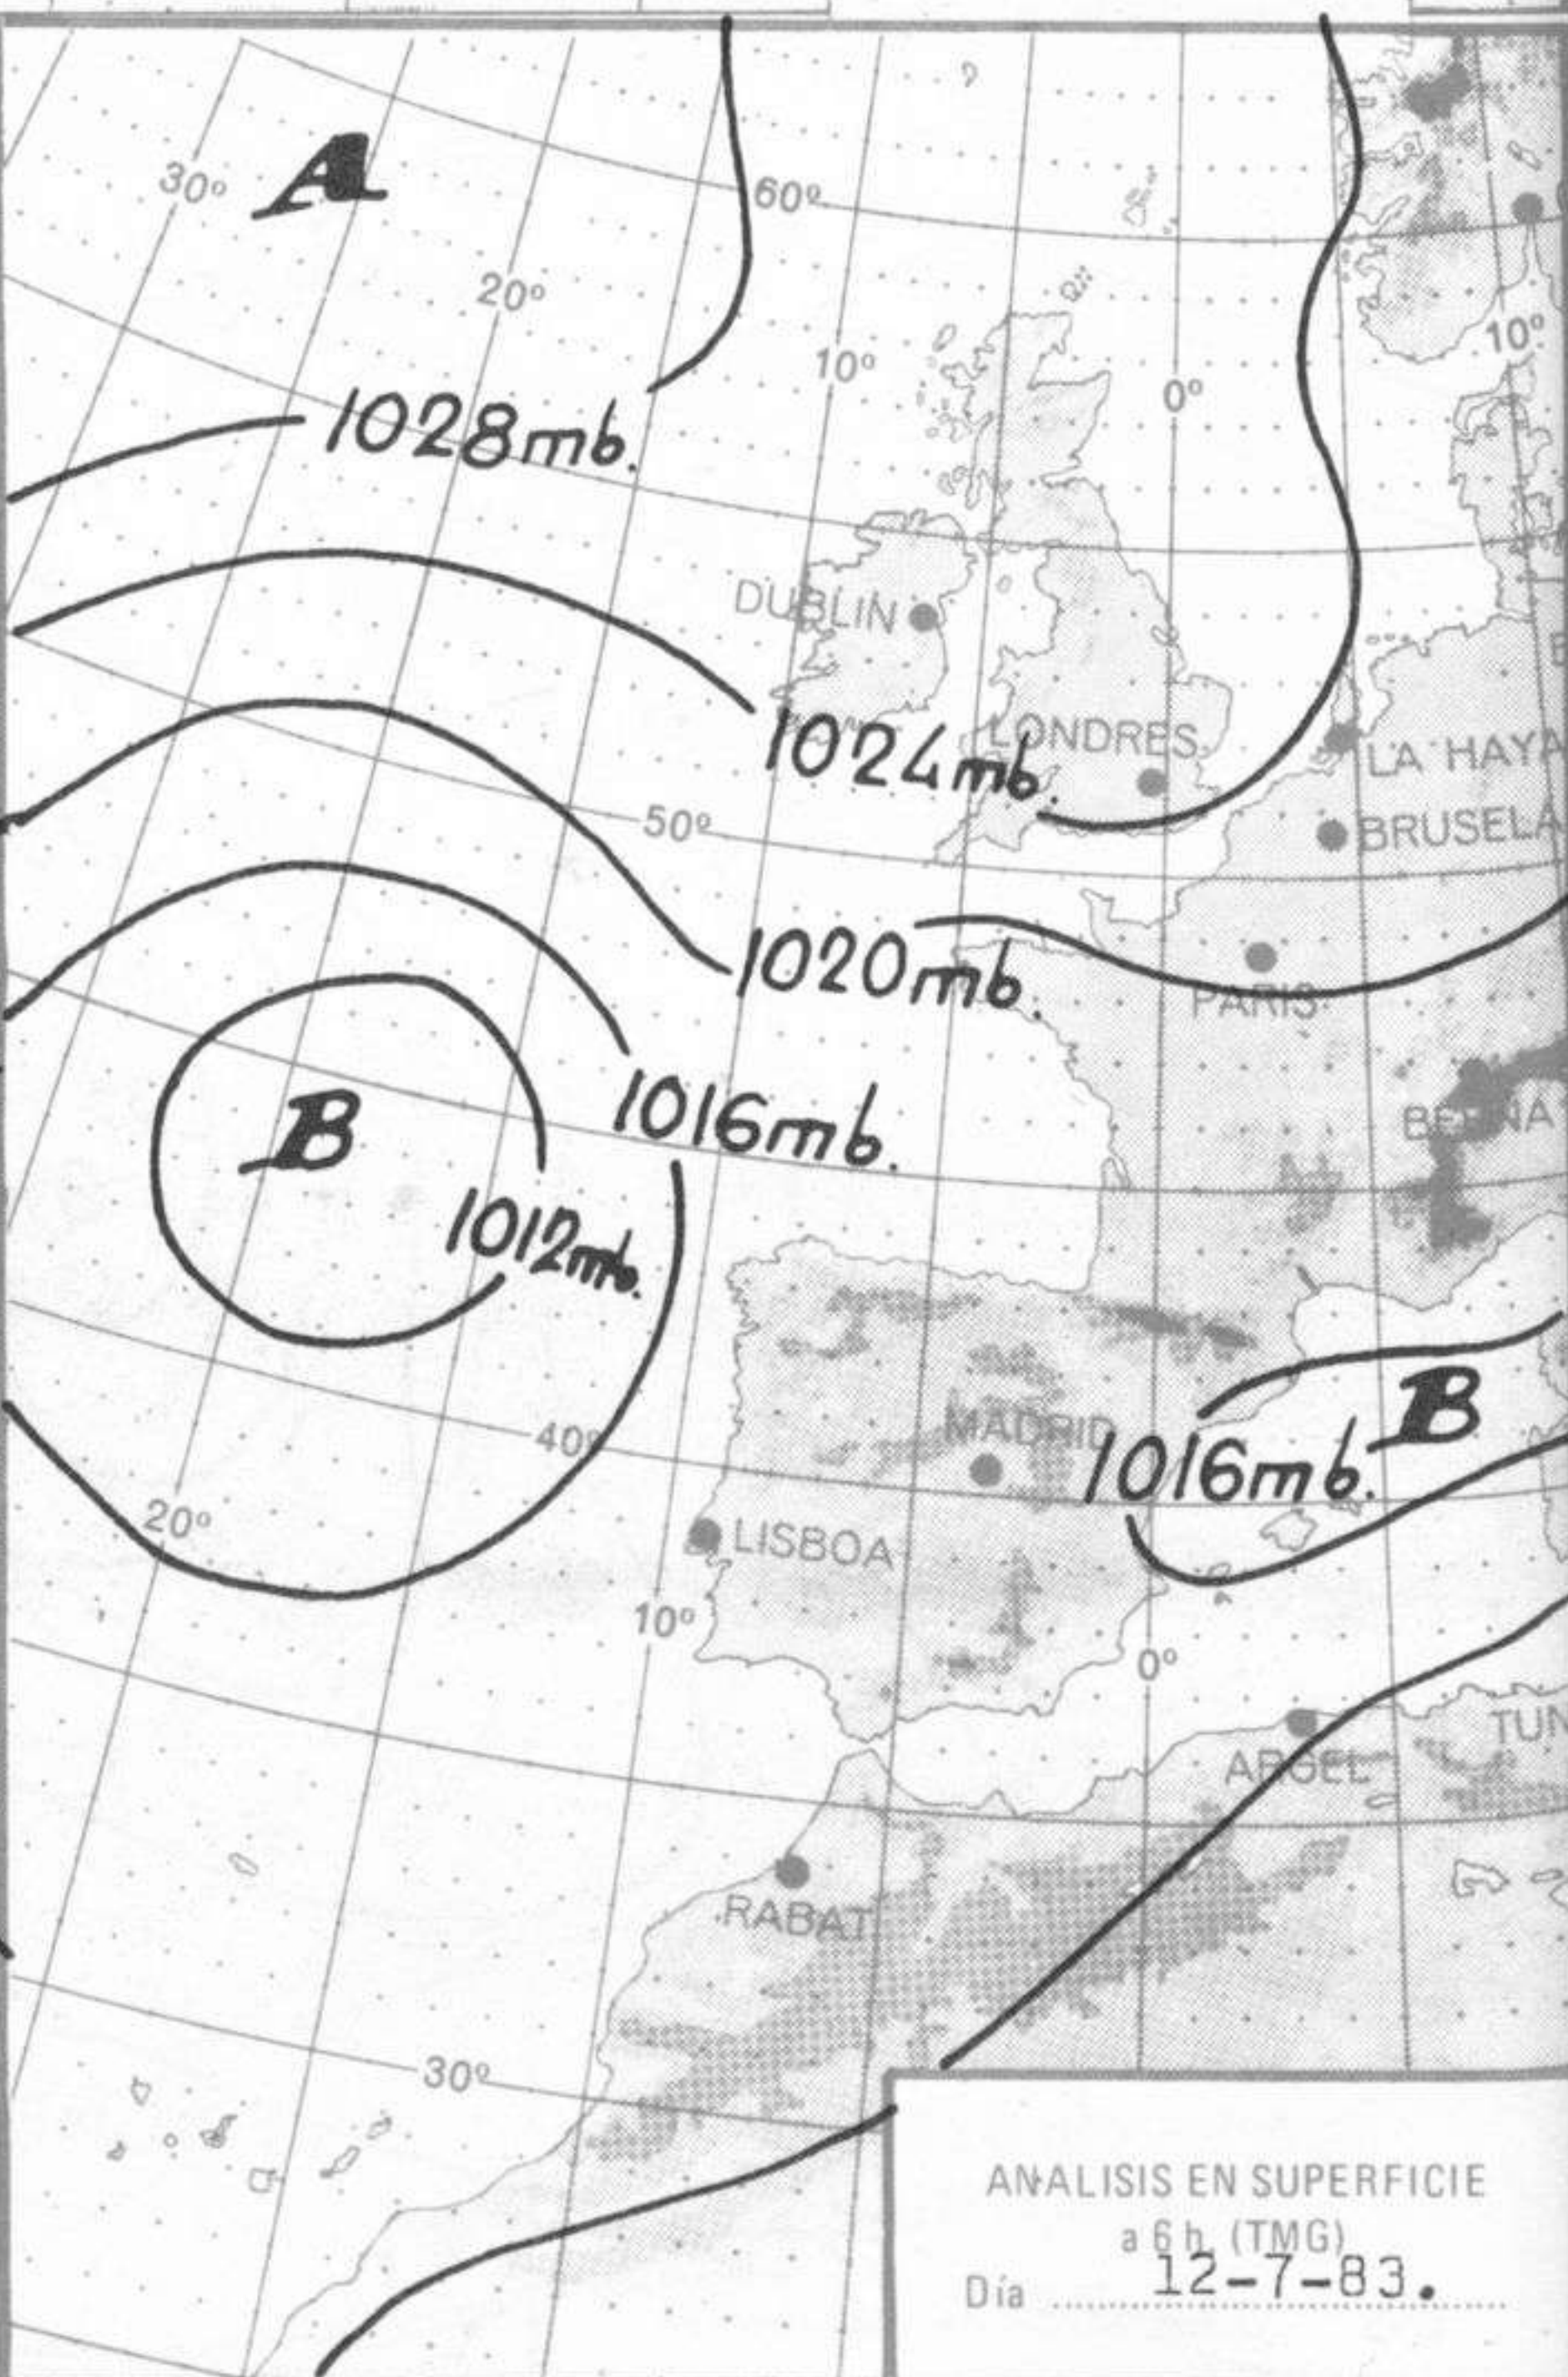 A
30º
60º
20º
10º
0º
10º
1028mb.
DUBLIN
LONDRES
1024mb.
LA HAYA
50º
BRUSELA
1020mb.
PARIS
B
1016mb.
BERNA
1012mb.
B
40º
MADRID
1016mb.
20º
LISBOA
10º
0º
TUN
ARGEL
RABAT
30º
ANALISIS EN SUPERFICIE
a 6 h. (TMG)
Día 12-7-83.